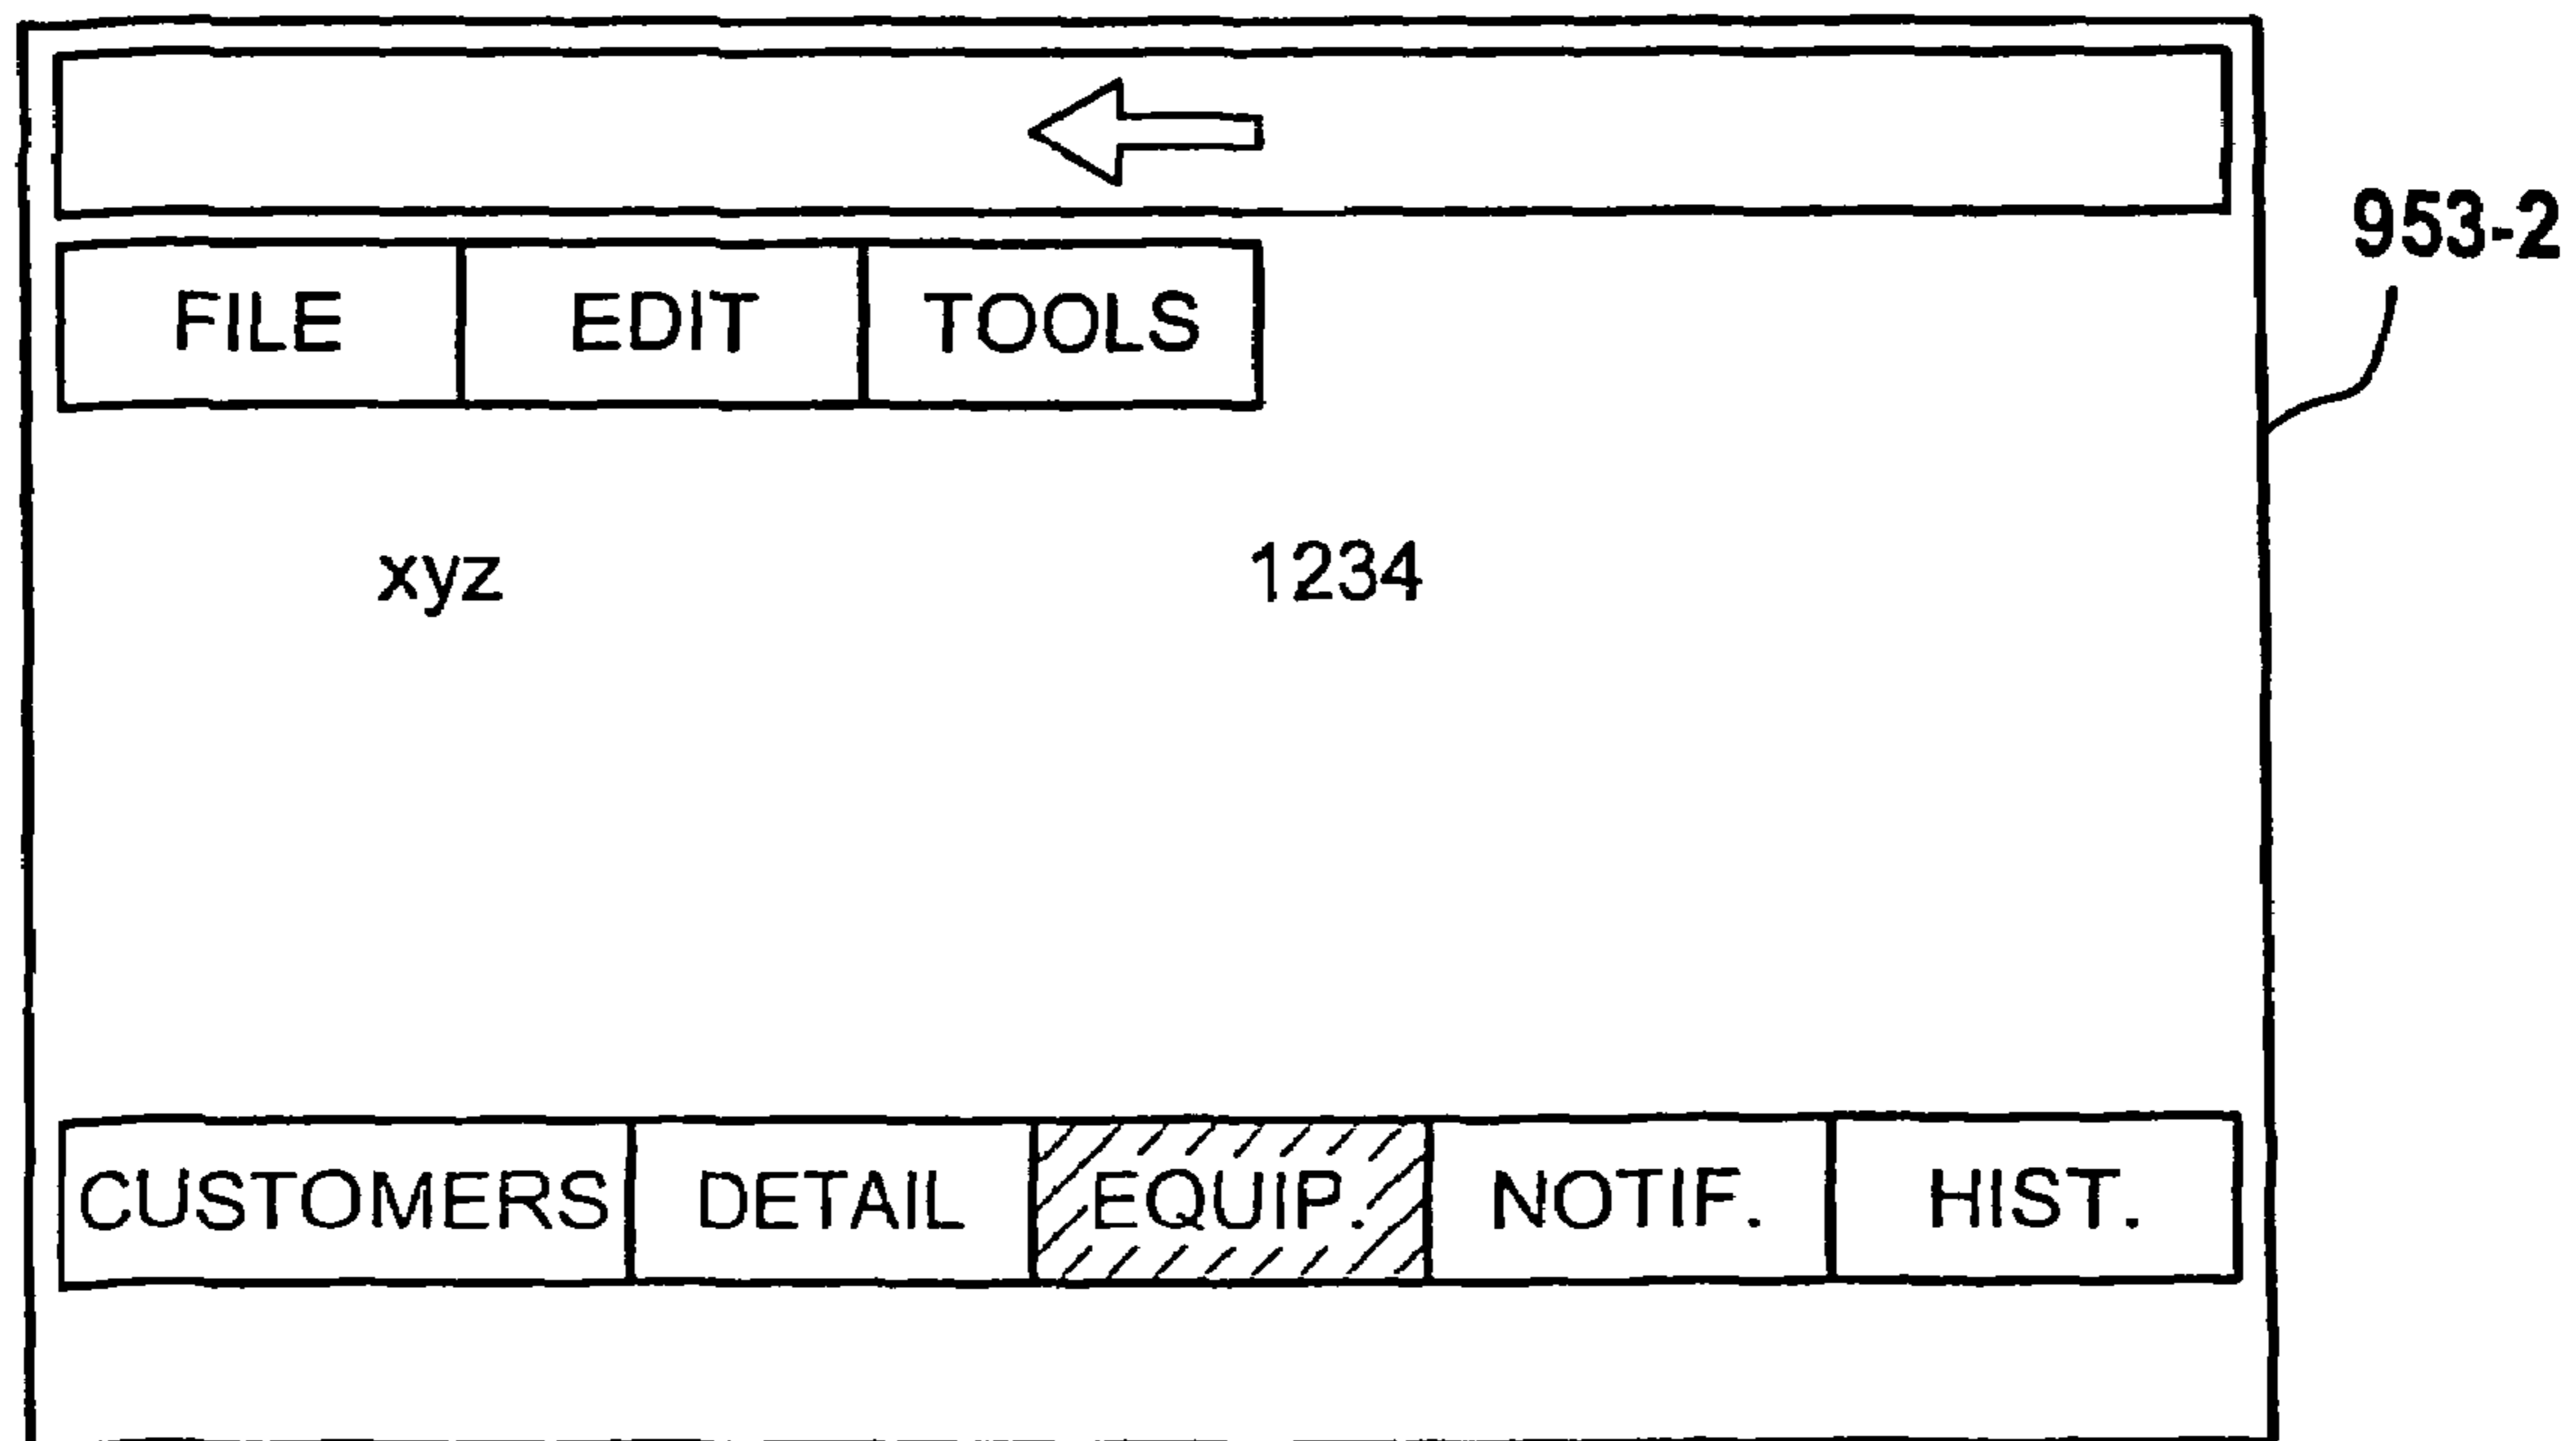 953-2
FILE EDIT TOOLS
xyz 1234
CUSTOMERS DETAIL EQUIP. NOTIF. HIST.